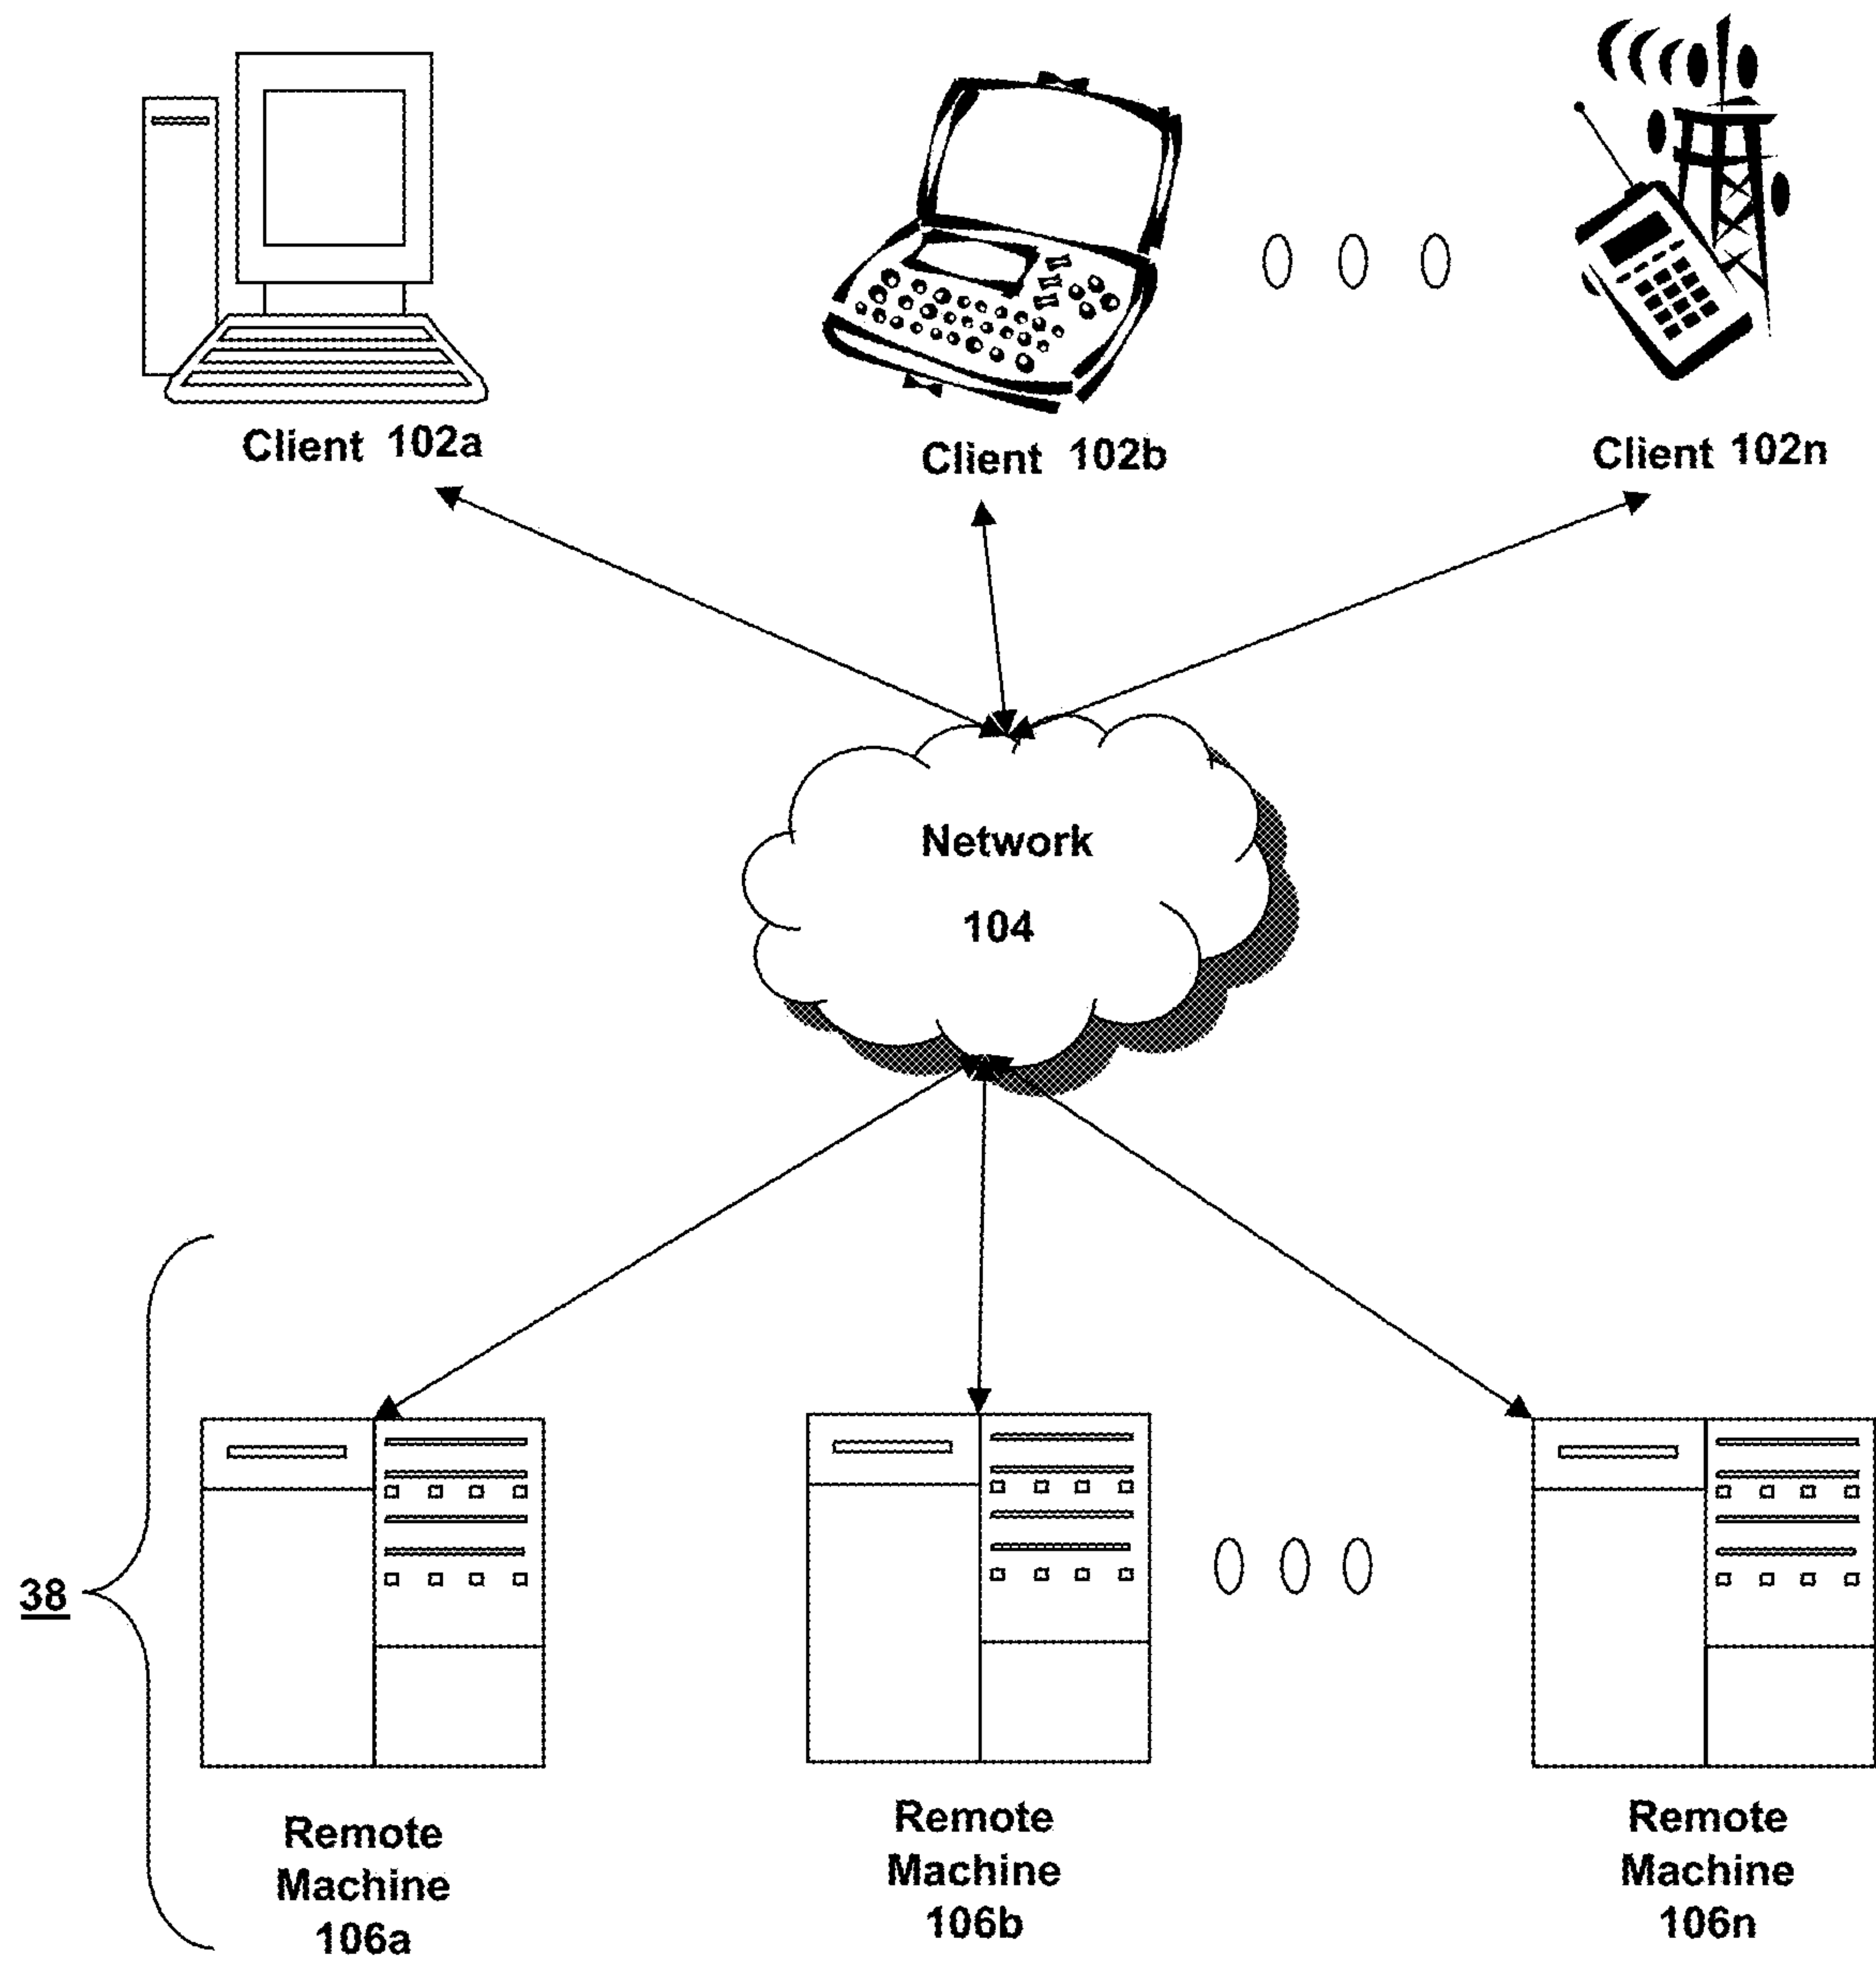 Client 102a
Client 102b
Client 102n
Network
104
38
Remote
Machine
106a
Remote
Machine
106b
Remote
Machine
106n